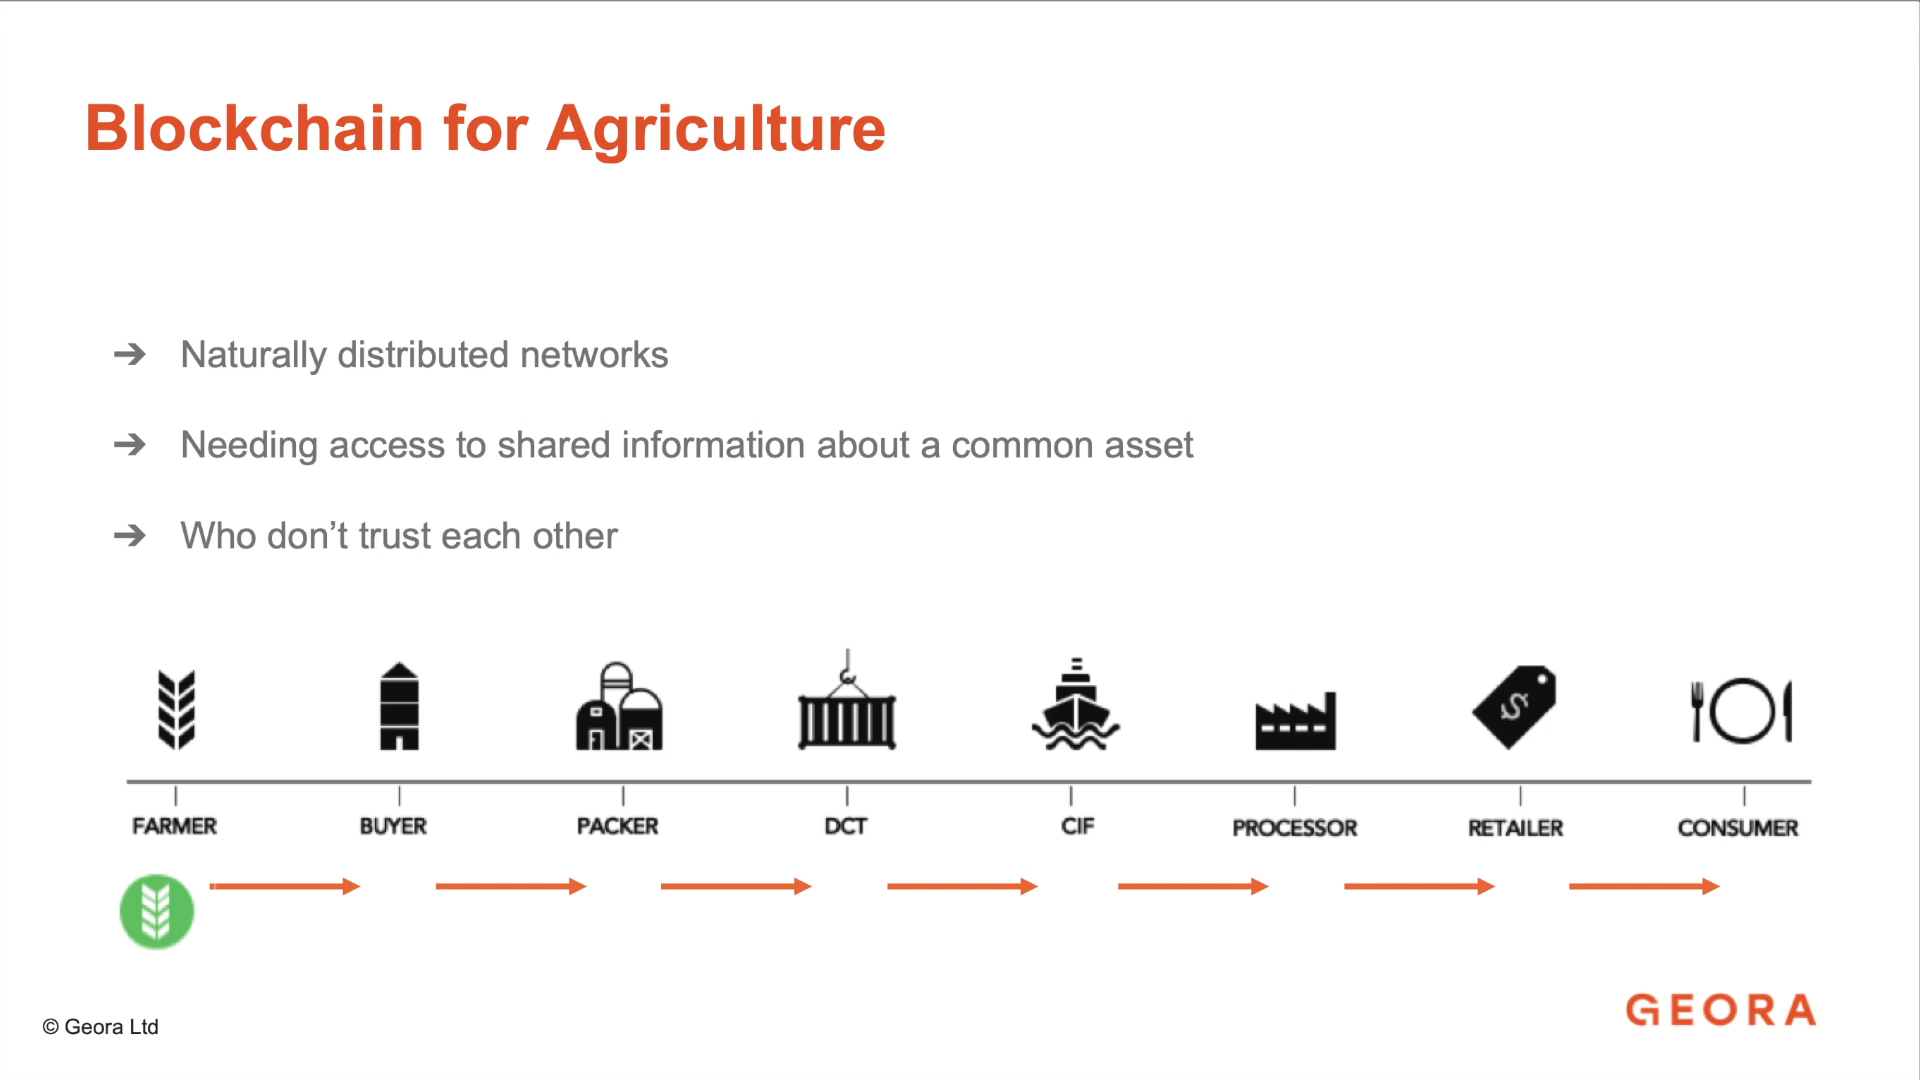 Blockchain for Agriculture
➔ Naturally distributed networks
➔ Needing access to shared information about a common asset
➔ Who don’t trust each other
$
FARMER BUYER PACKER DCT CIF PROCESSOR RETAILER CONSUMER
© Geora Ltd
GEORA